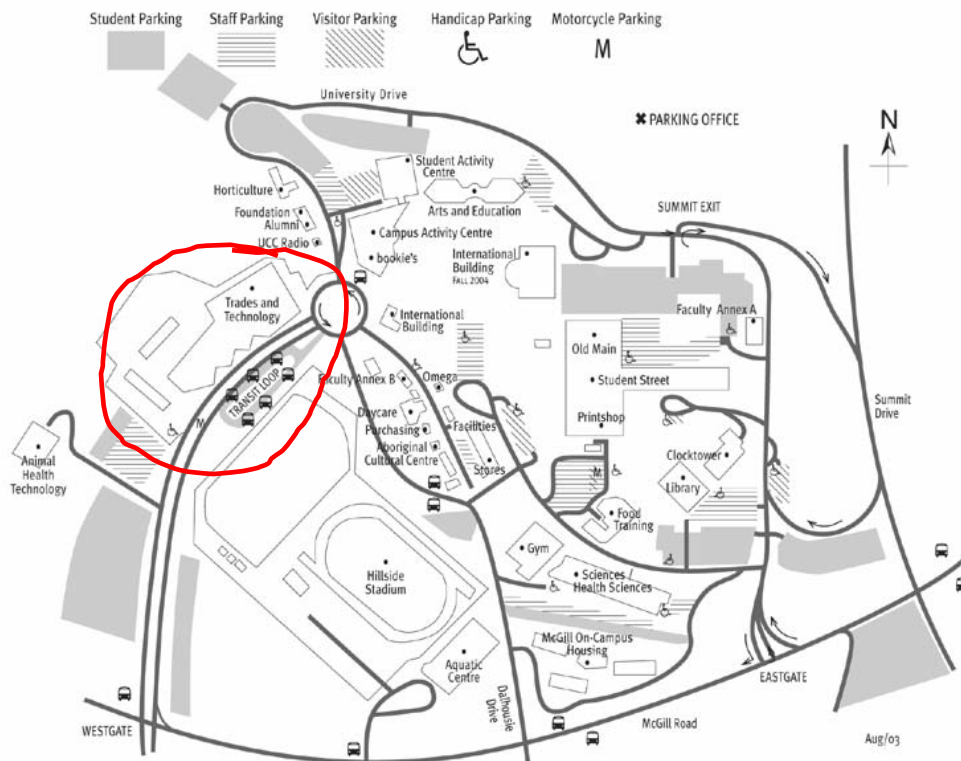 Student Parking
Staff Parking
Visitor Parking
Handicap Parking
Motorcycle Parking
M
University Drive
✖ PARKING OFFICE
N
Student Activity
Centre
Horticulture
Arts and Education
Foundation
Alumni
SUMMIT EXIT
UCC Radio
Campus Activity Centre
bookie's
International
Building
FALL 2004
Trades and
Technology
International
Building
Faculty Annex A
Old Main
TRANSIT LOOP
Faculty Annex B
Omega
Student Street
Summit
Drive
Daycare
Purchasing
Facilities
Printshop
M
Aboriginal
Cultural Centre
Stores
Clocktower
Animal
Health
Technology
M
Library
Food
Training
Gym
Hillside
Stadium
Sciences /
Health Sciences
McGill On-Campus
Housing
Aquatic
Centre
EASTGATE
Dalhousie
Drive
WESTGATE
McGill Road
Aug/03